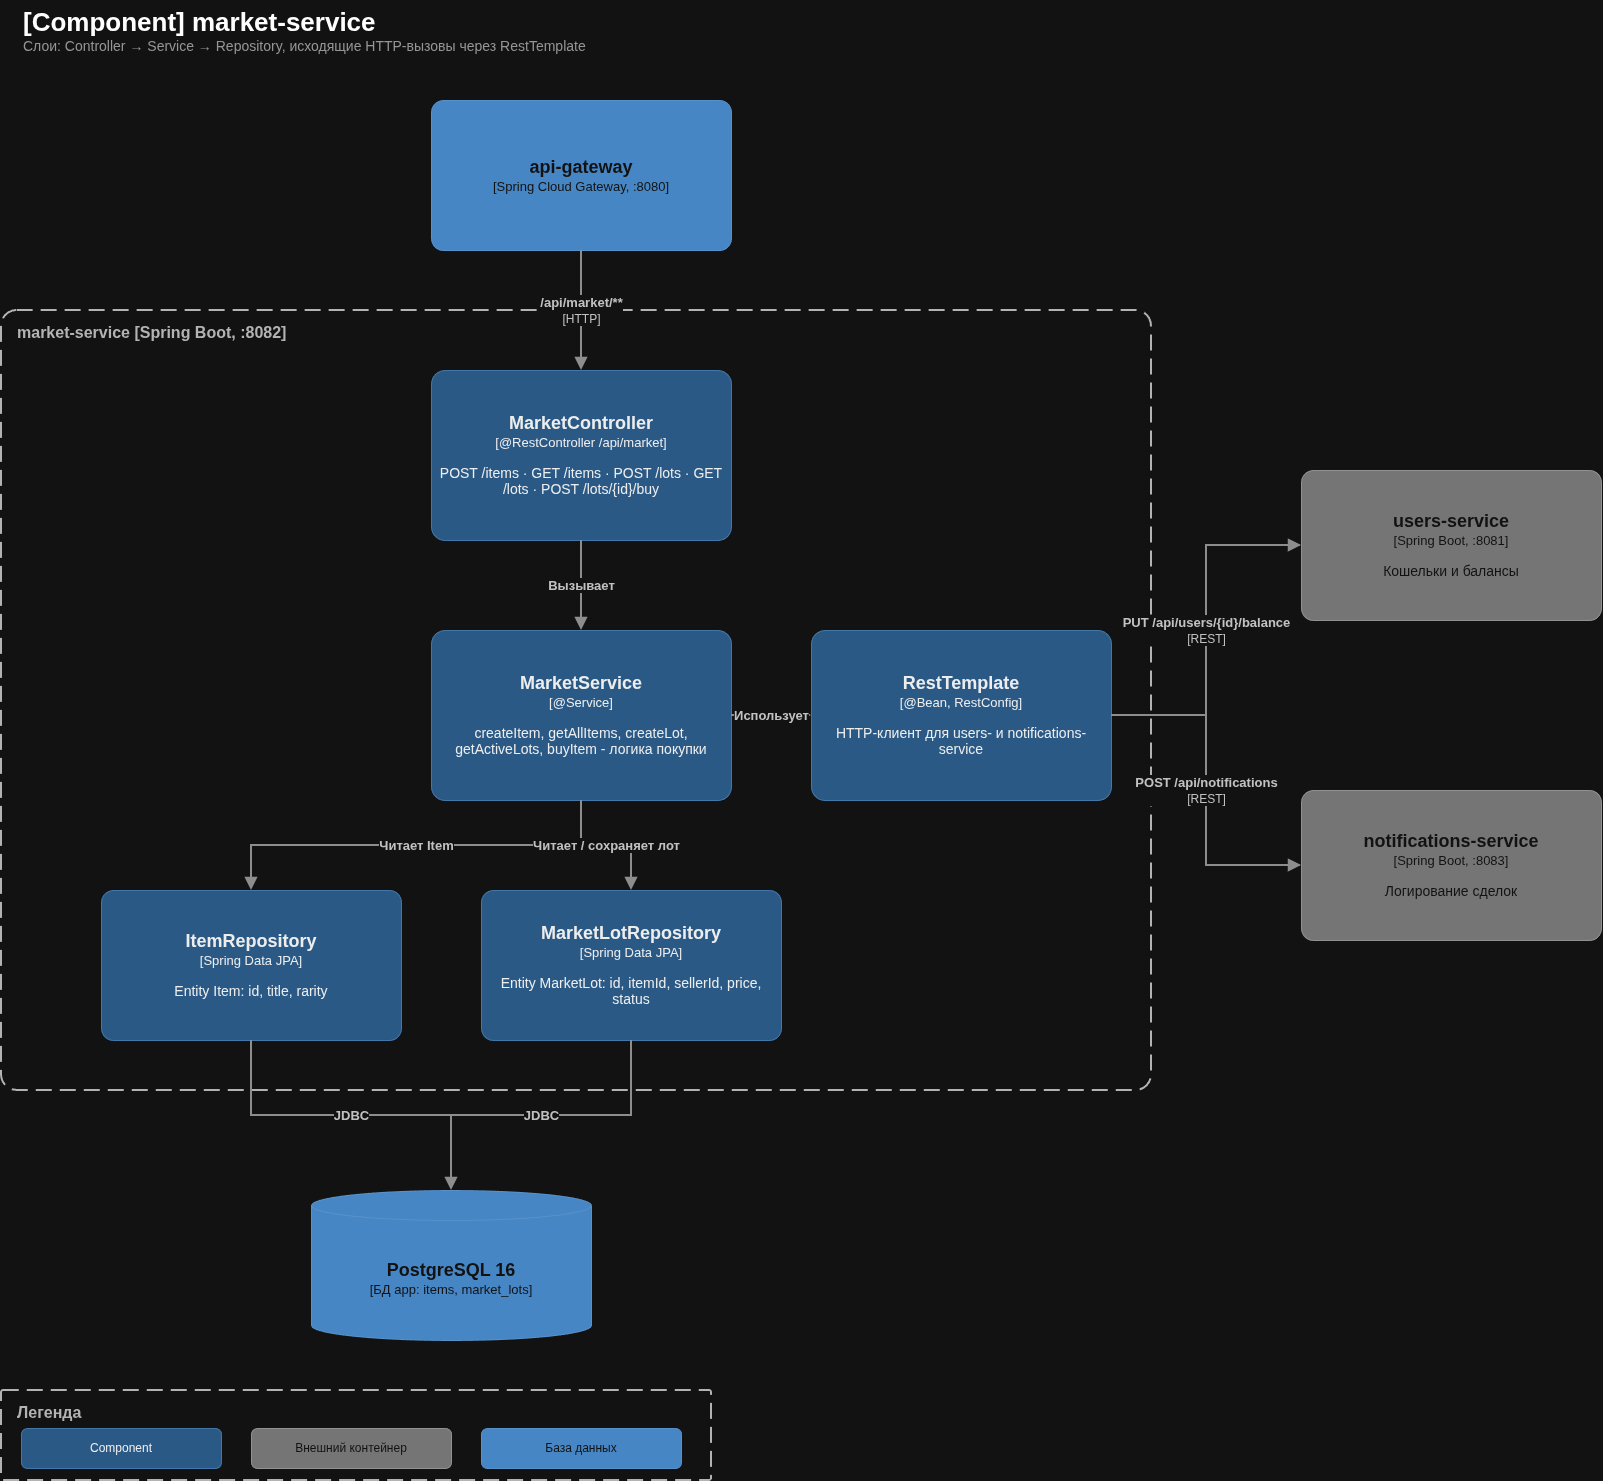 [Component] market-service
Слои: Controller → Service → Repository, исходящие HTTP-вызовы через RestTemplate
api-gateway
[Spring Cloud Gateway, :8080]
/api/market/**
[HTTP]
market-service [Spring Boot, :8082]
MarketController
[@RestController /api/market]
POST /items · GET /items · POST /lots · GET
/lots · POST /lots/{id}/buy
Вызывает
users-service
[Spring Boot, :8081]
Кошельки и балансы
PUT /api/users/{id}/balance
[REST]
MarketService
[@Service]
createItem, getAllItems, createLot,
getActiveLots, buyItem - логика покупки
Использует
RestTemplate
[@Bean, RestConfig]
HTTP-клиент для users- и notifications-
service
POST /api/notifications
[REST]
notifications-service
[Spring Boot, :8083]
Логирование сделок
Читает Item
Читает / сохраняет лот
ItemRepository
[Spring Data JPA]
Entity Item: id, title, rarity
MarketLotRepository
[Spring Data JPA]
Entity MarketLot: id, itemId, sellerId, price,
status
JDBC
JDBC
PostgreSQL 16
[БД app: items, market_lots]
Легенда
Component
Внешний контейнер
База данных